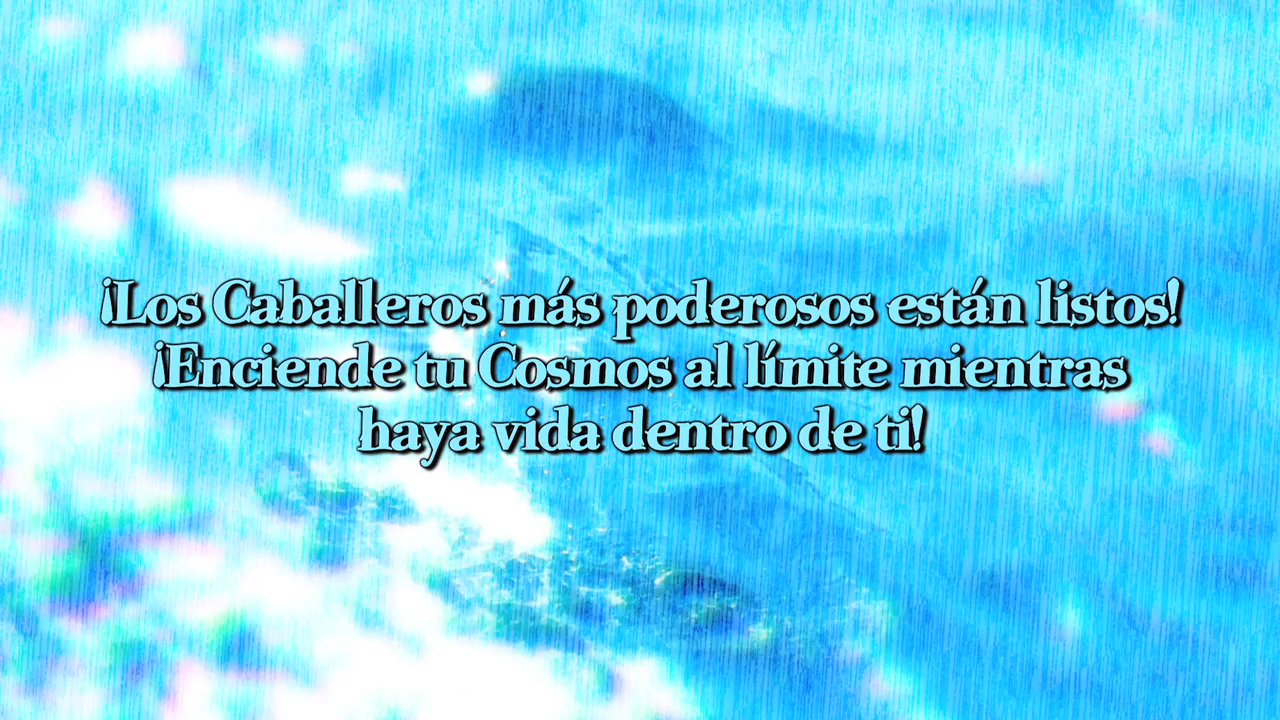 ¡Los Caballeros más poderosos están listos!
¡Enciende tu Cosmos al límite mientras
haya vida dentro de ti!